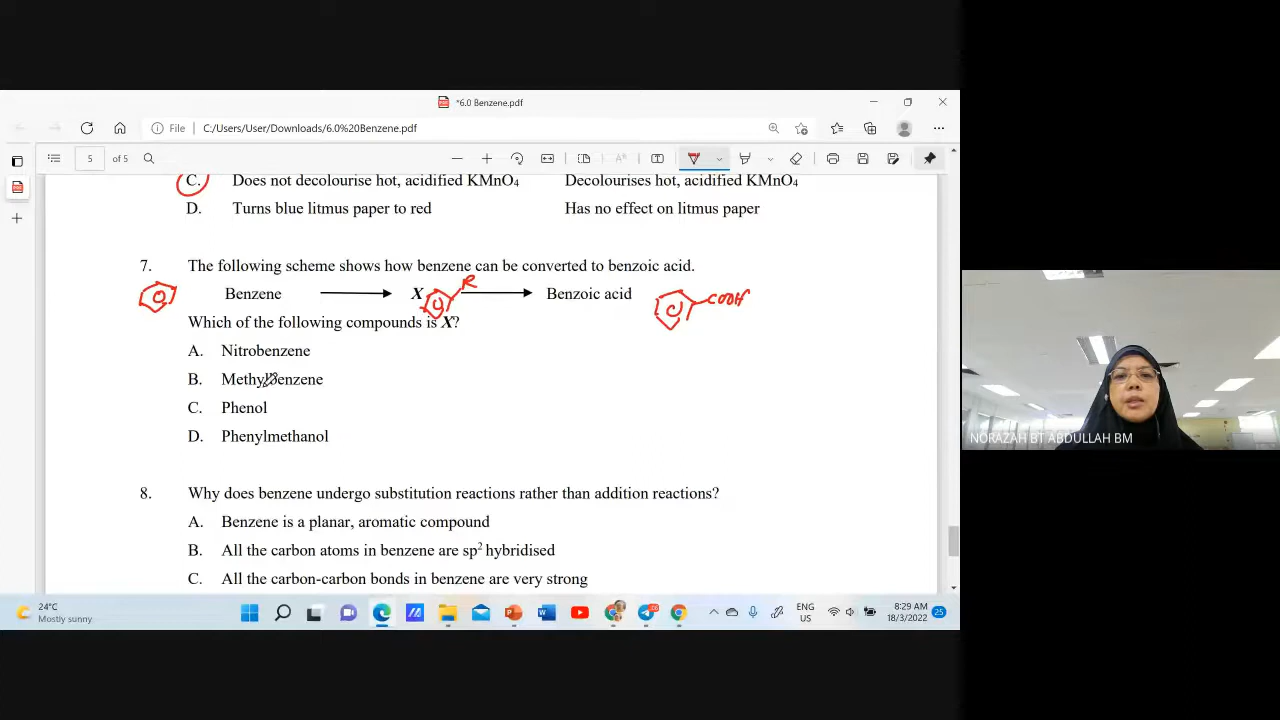 *6.0 Benzene.pdf
File C:/Users/User/Downloads/6.0%20Benzene.pdf
5 of 5
C. Does not decolourise hot, acidified KMnO4 Decolourises hot, acidified KMnO4
D. Turns blue litmus paper to red Has no effect on litmus paper
7. The following scheme shows how benzene can be converted to benzoic acid.
R
Benzene X Benzoic acid COOH
Which of the following compounds is X?
A. Nitrobenzene
B. Methylbenzene
C. Phenol
D. Phenylmethanol
NORAZAH BT ABDULLAH BM
8. Why does benzene undergo substitution reactions rather than addition reactions?
A. Benzene is a planar, aromatic compound
B. All the carbon atoms in benzene are sp2 hybridised
C. All the carbon-carbon bonds in benzene are very strong
24°C
Mostly sunny
ENG
US
8:29 AM
18/3/2022
25